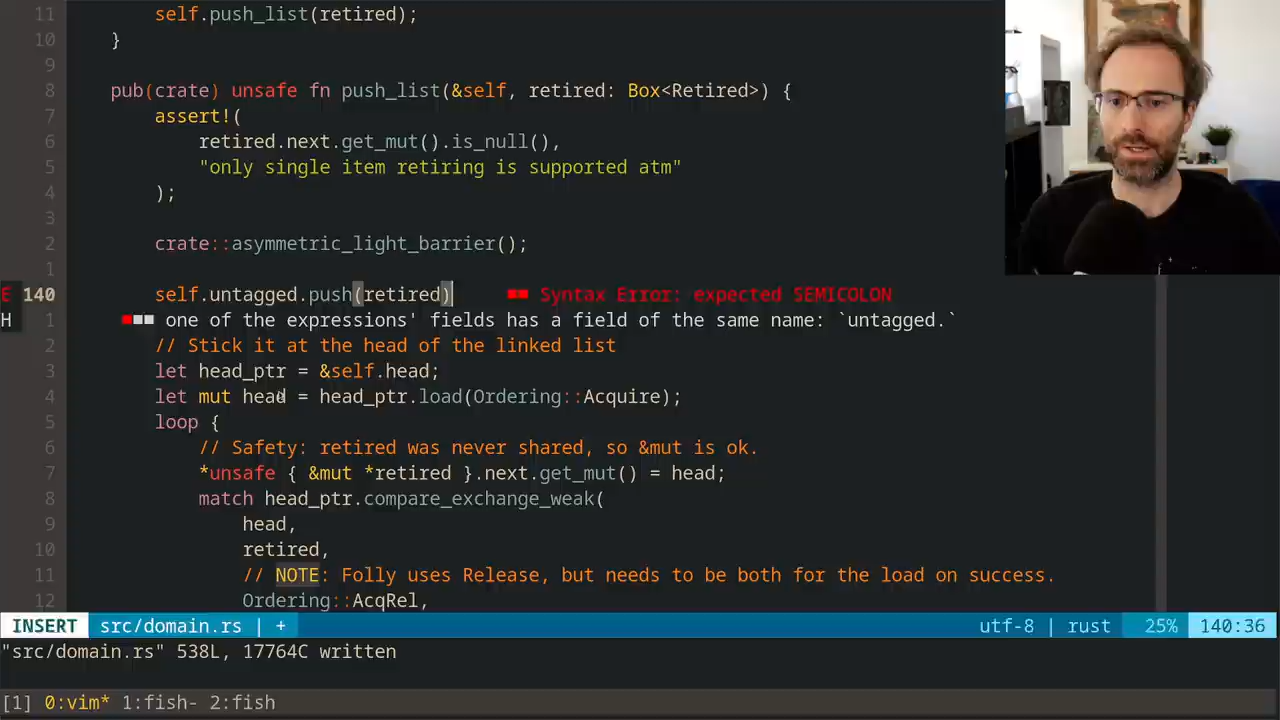 11 self.push_list(retired);
10 }
9
8 pub(crate) unsafe fn push_list(&self, retired: Box<Retired>) {
7 assert!(
6 retired.next.get_mut().is_null(),
5 "only single item retiring is supported atm"
4 );
3
2 crate::asymmetric_light_barrier();
1
E 140 self.untagged.push(retired) ■■ Syntax Error: expected SEMICOLON
H 1 ■■■ one of the expressions' fields has a field of the same name: `untagged.`
2 // Stick it at the head of the linked list
3 let head_ptr = &self.head;
4 let mut head = head_ptr.load(Ordering::Acquire);
5 loop {
6 // Safety: retired was never shared, so &mut is ok.
7 *unsafe { &mut *retired }.next.get_mut() = head;
8 match head_ptr.compare_exchange_weak(
9 head,
10 retired,
11 // NOTE: Folly uses Release, but needs to be both for the load on success.
12 Ordering::AcqRel,
INSERT src/domain.rs | + utf-8 | rust 25% 140:36
"src/domain.rs" 538L, 17764C written
[1] 0:vim* 1:fish- 2:fish